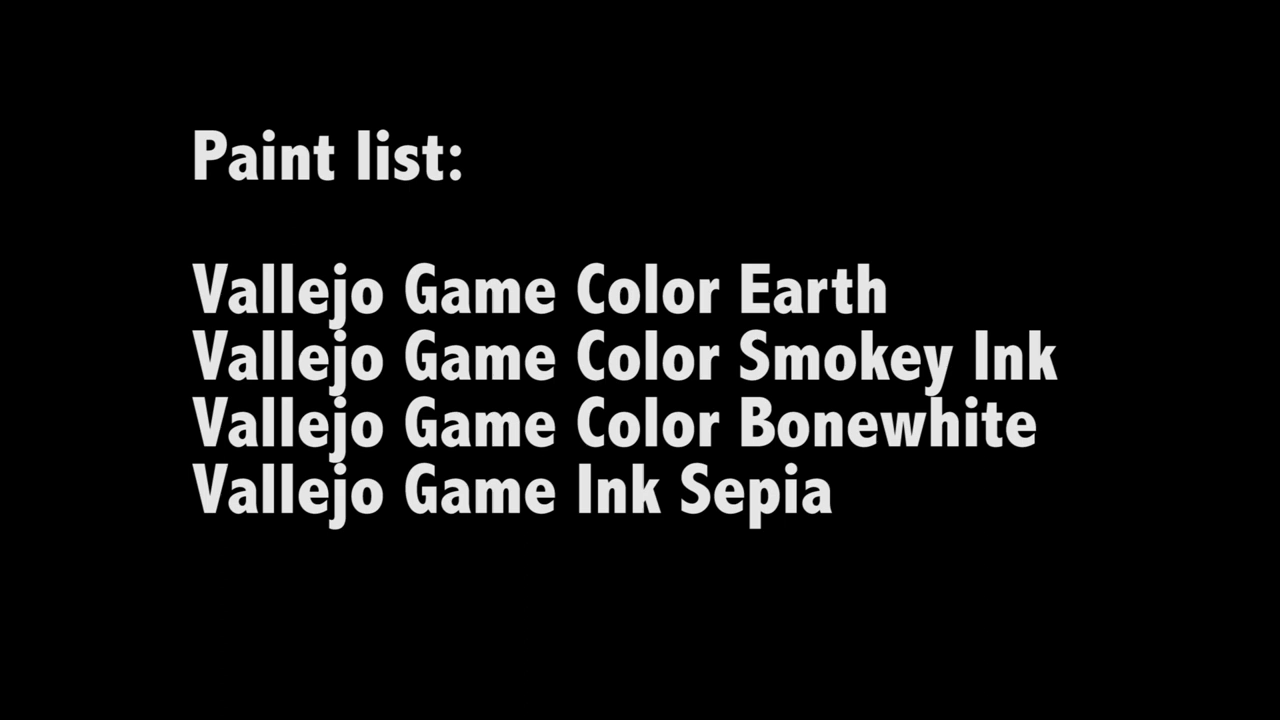 Paint list:
Vallejo Game Color Earth
Vallejo Game Color Smokey Ink
Vallejo Game Color Bonewhite
Vallejo Game Ink Sepia